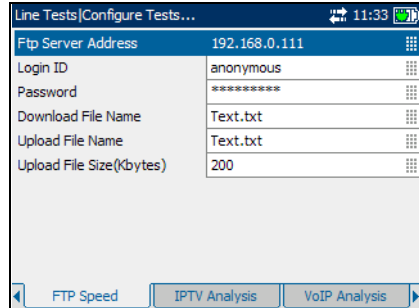 Line Tests|Configure Tests... 11:33
Ftp Server Address 192.168.0.111
Login ID anonymous
Password *********
Download File Name Text.txt
Upload File Name Text.txt
Upload File Size(Kbytes) 200
FTP Speed IPTV Analysis VoIP Analysis